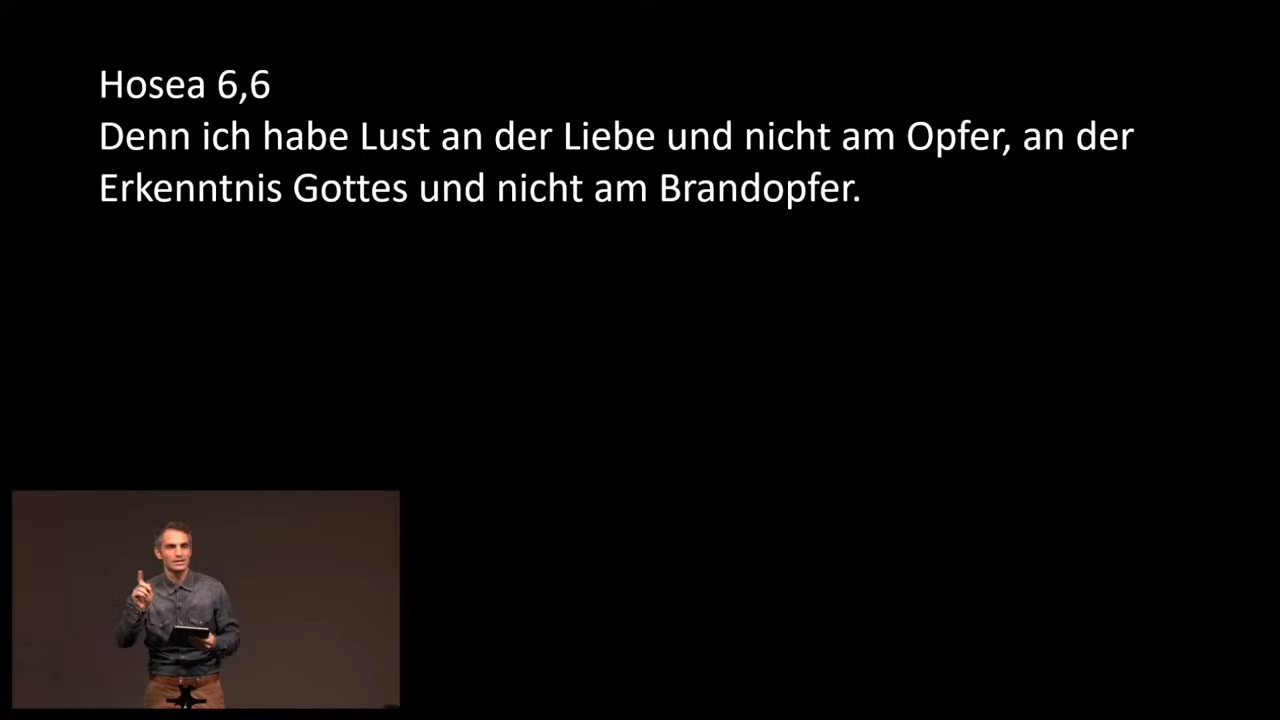 Hosea 6,6
Denn ich habe Lust an der Liebe und nicht am Opfer, an der
Erkenntnis Gottes und nicht am Brandopfer.